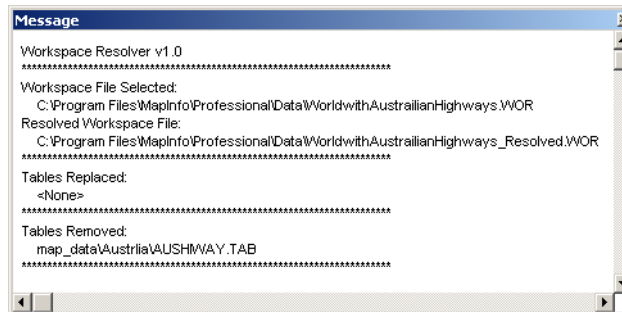 Message
Workspace Resolver v1.0
**************************************************************************
Workspace File Selected:
C:\Program Files\MapInfo\Professional\Data\WorldwithAustrailianHighways.WOR
Resolved Workspace File:
C:\Program Files\MapInfo\Professional\Data\WorldwithAustrailianHighways_Resolved.WOR
**************************************************************************
Tables Replaced:
<None>
**************************************************************************
Tables Removed:
map_data\Austrlia\AUSHWAY.TAB
**************************************************************************